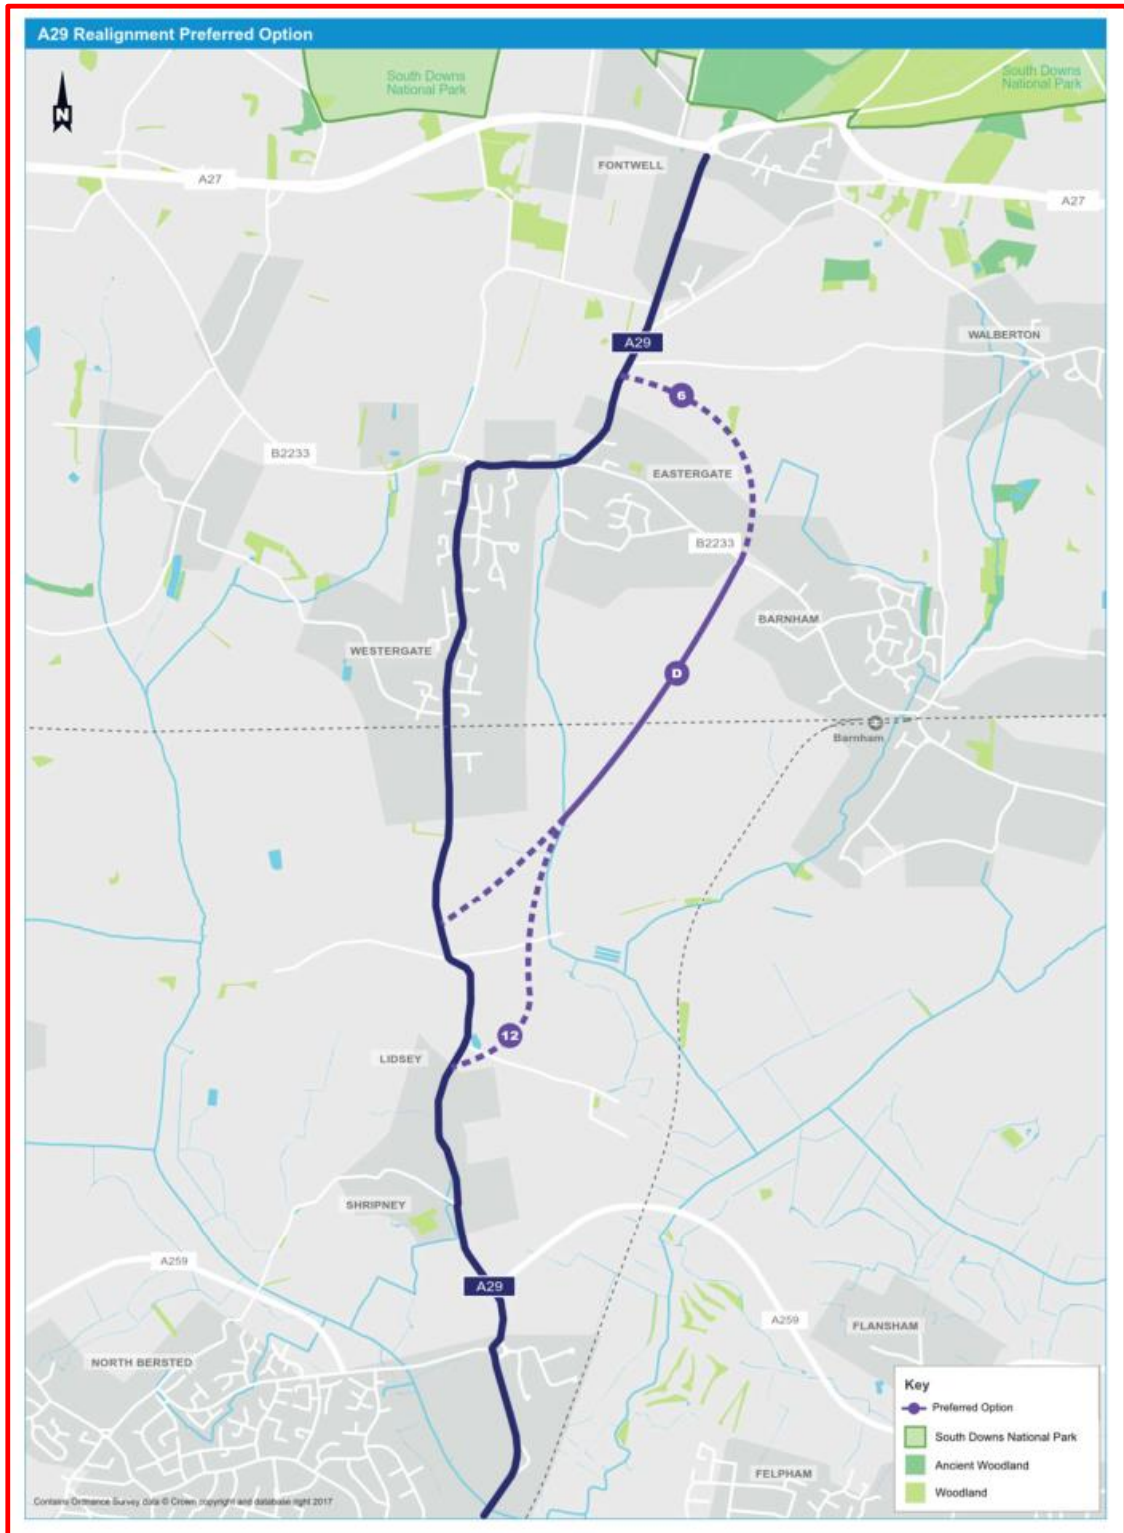 A29 Realignment Preferred Option
South Downs
National Park
South Downs
National Park
N
FONTWELL
A27
A27
WALBERTON
A29
6
B2233
EASTERGATE
B2233
BARNHAM
WESTERGATE
D
Barnham
12
LIDSEY
SHRIPNEY
A259
A29
A259
FLANSHAM
NORTH BERSTED
Key
Preferred Option
South Downs National Park
Ancient Woodland
Woodland
FELPHAM
Contains Ordnance Survey data © Crown copyright and database right 2017